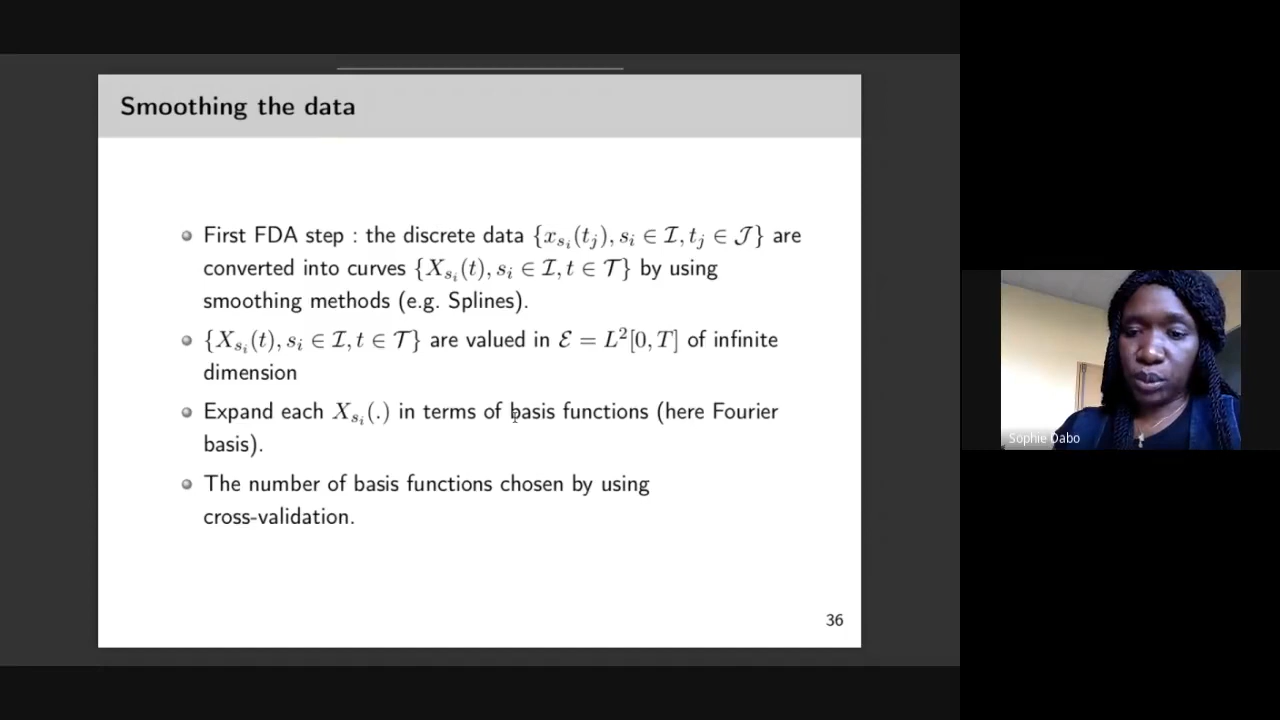 Smoothing the data
First FDA step : the discrete data {x_{s_i}(t_j), s_i ∈ 𝓘, t_j ∈ 𝓙} are
converted into curves {X_{s_i}(t), s_i ∈ 𝓘, t ∈ 𝓣} by using
smoothing methods (e.g. Splines).
{X_{s_i}(t), s_i ∈ 𝓘, t ∈ 𝓣} are valued in 𝓔 = L²[0, T] of infinite
dimension
Expand each X_{s_i}(.) in terms of basis functions (here Fourier
basis).
The number of basis functions chosen by using
cross-validation.
36
Sophie Dabo